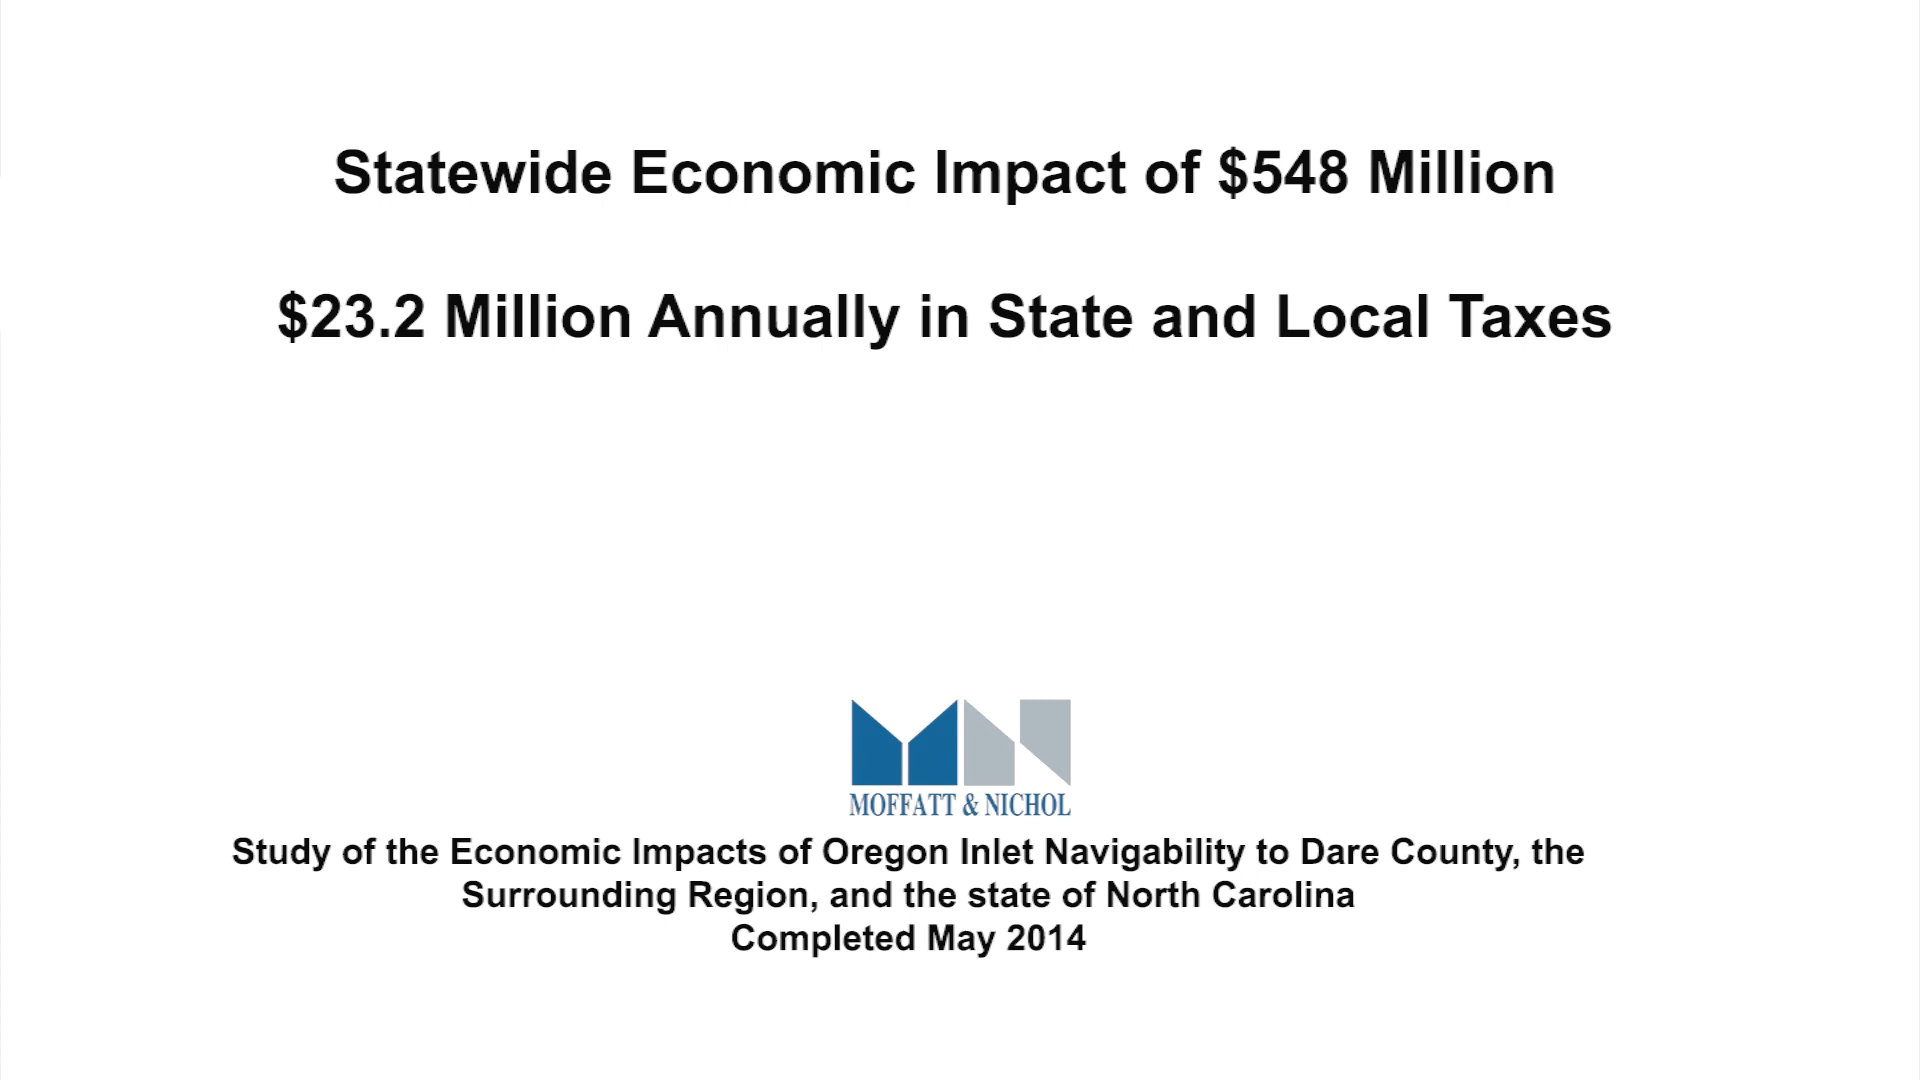 Statewide Economic Impact of $548 Million
$23.2 Million Annually in State and Local Taxes
MOFFATT & NICHOL
Study of the Economic Impacts of Oregon Inlet Navigability to Dare County, the
Surrounding Region, and the state of North Carolina
Completed May 2014